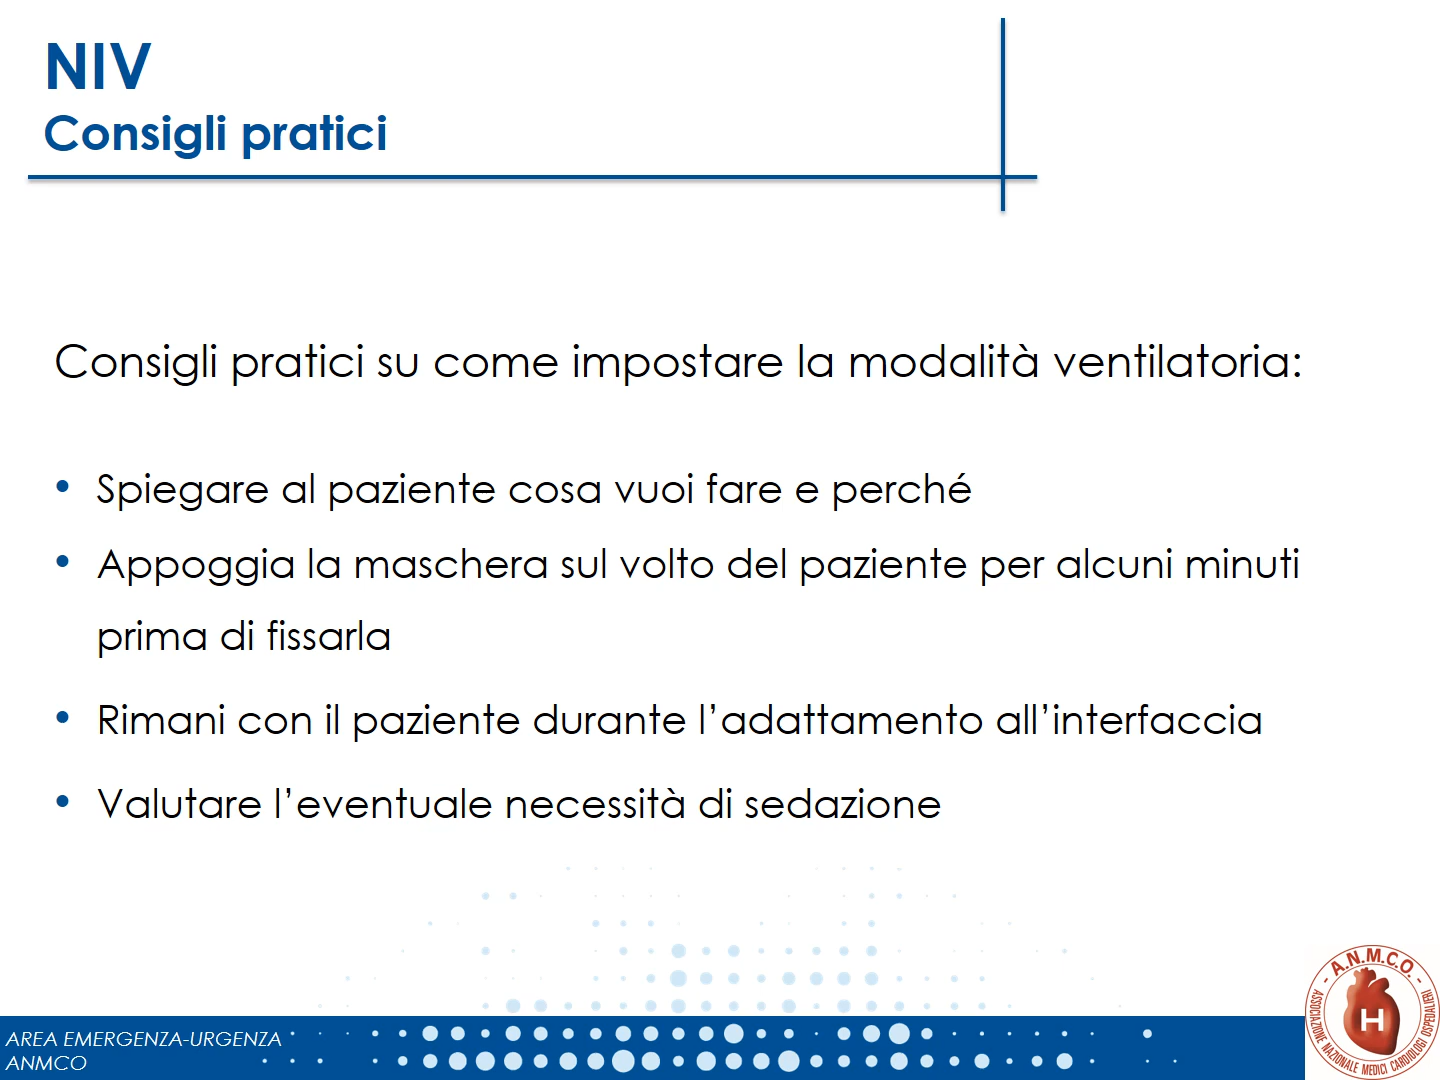 NIV
Consigli pratici
Consigli pratici su come impostare la modalità ventilatoria:
• Spiegare al paziente cosa vuoi fare e perché
• Appoggia la maschera sul volto del paziente per alcuni minuti
prima di fissarla
• Rimani con il paziente durante l’adattamento all’interfaccia
• Valutare l’eventuale necessità di sedazione
AREA EMERGENZA-URGENZA
ANMCO
- A.N.M.C.O. -
H
ASSOCIAZIONE NAZIONALE MEDICI CARDIOLOGI OSPEDALIERI